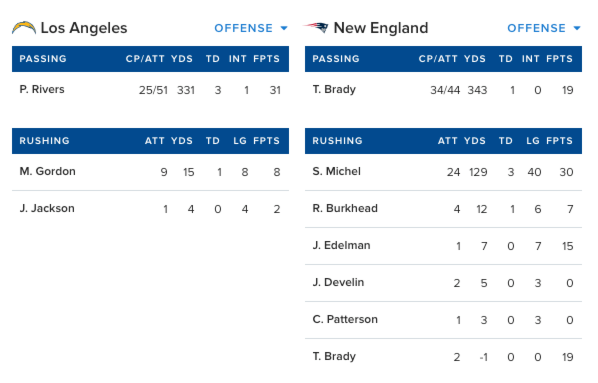 Los Angeles OFFENSE
PASSING CP/ATT YDS TD INT FPTS
P. Rivers 25/51 331 3 1 31
RUSHING ATT YDS TD LG FPTS
M. Gordon 9 15 1 8 8
J. Jackson 1 4 0 4 2
New England OFFENSE
PASSING CP/ATT YDS TD INT FPTS
T. Brady 34/44 343 1 0 19
RUSHING ATT YDS TD LG FPTS
S. Michel 24 129 3 40 30
R. Burkhead 4 12 1 6 7
J. Edelman 1 7 0 7 15
J. Develin 2 5 0 3 0
C. Patterson 1 3 0 3 0
T. Brady 2 -1 0 0 19